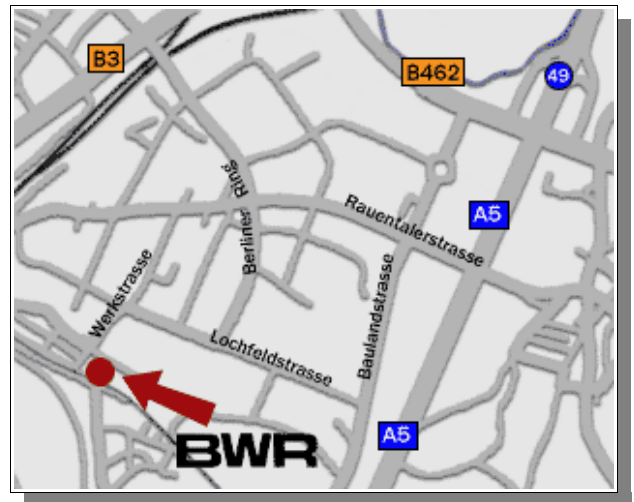 B3
B462
49
Berliner Ring
Rauentalerstrasse
A5
Werkstrasse
Baulandstrasse
Lochfeldstrasse
A5
BWR